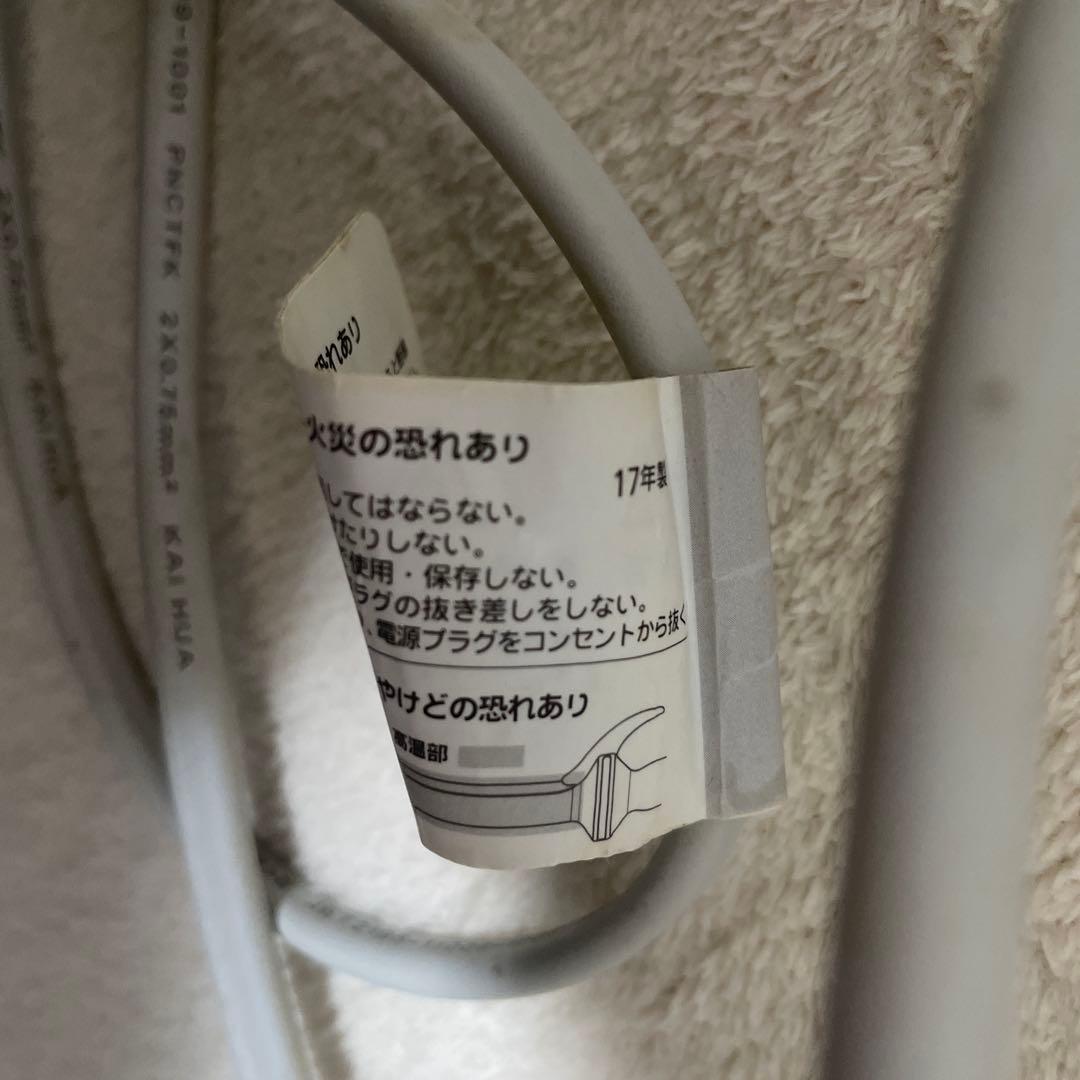 9-9001 PNCTFK 2X0.75mm² KAIHUA
恐れあり
火災の恐れあり
17年製
してはならない。
たりしない。
使用・保存しない。
ラグの抜き差しをしない。
、電源プラグをコンセントから抜く
やけどの恐れあり
高温部